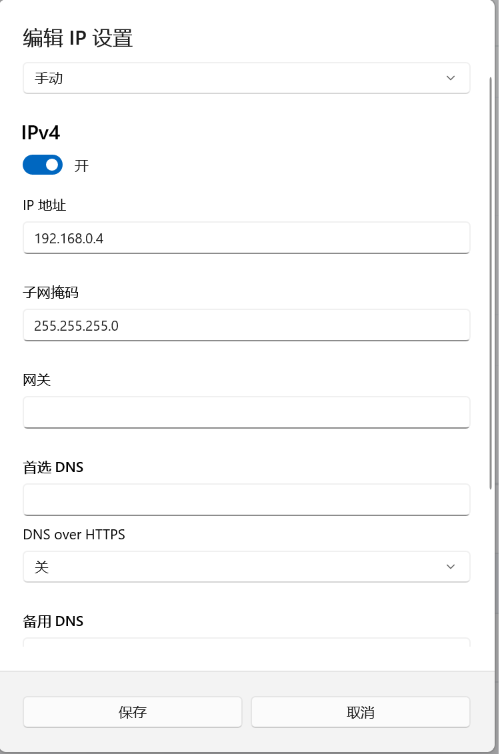 编辑 IP 设置
手动
IPv4
开
IP 地址
192.168.0.4
子网掩码
255.255.255.0
网关
首选 DNS
DNS over HTTPS
关
备用 DNS
保存
取消